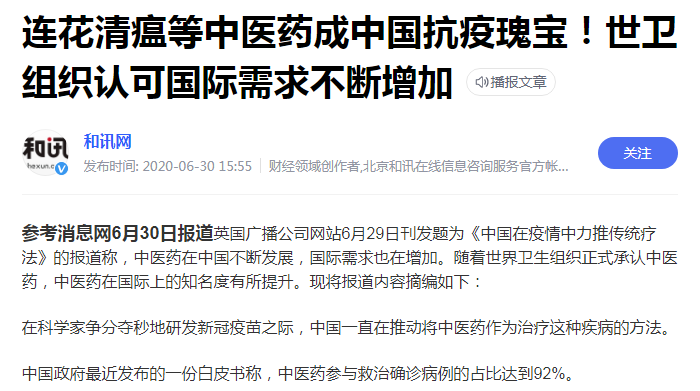 连花清瘟等中医药成中国抗疫瑰宝！世卫
组织认可国际需求不断增加
播报文章
和讯
hexun.c
V
和讯网
发布时间: 2020-06-30 15:55
财经领域创作者,北京和讯在线信息咨询服务官方帐...
关注
参考消息网6月30日报道英国广播公司网站6月29日刊发题为《中国在疫情中力推传统疗
法》的报道称，中医药在中国不断发展，国际需求也在增加。随着世界卫生组织正式承认中医
药，中医药在国际上的知名度有所提升。现将报道内容摘编如下：
在科学家争分夺秒地研发新冠疫苗之际，中国一直在推动将中医药作为治疗这种疾病的方法。
中国政府最近发布的一份白皮书称，中医药参与救治确诊病例的占比达到92%。